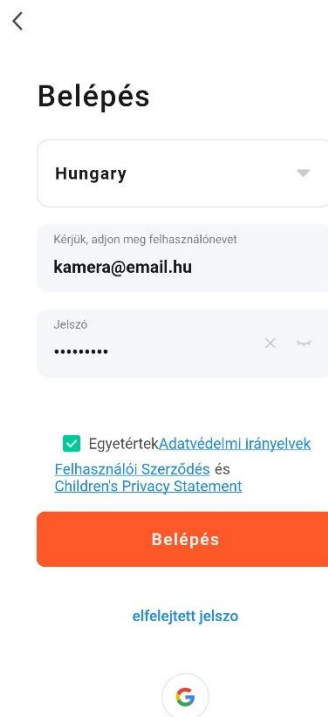 Belépés
Hungary
Kérjük, adjon meg felhasználónevet
kamera@email.hu
Jelszó
•••••••••
EgyetértekAdatvédelmi irányelvek
Felhasználói Szerződés és
Children's Privacy Statement
Belépés
elfelejtett jelszo
G